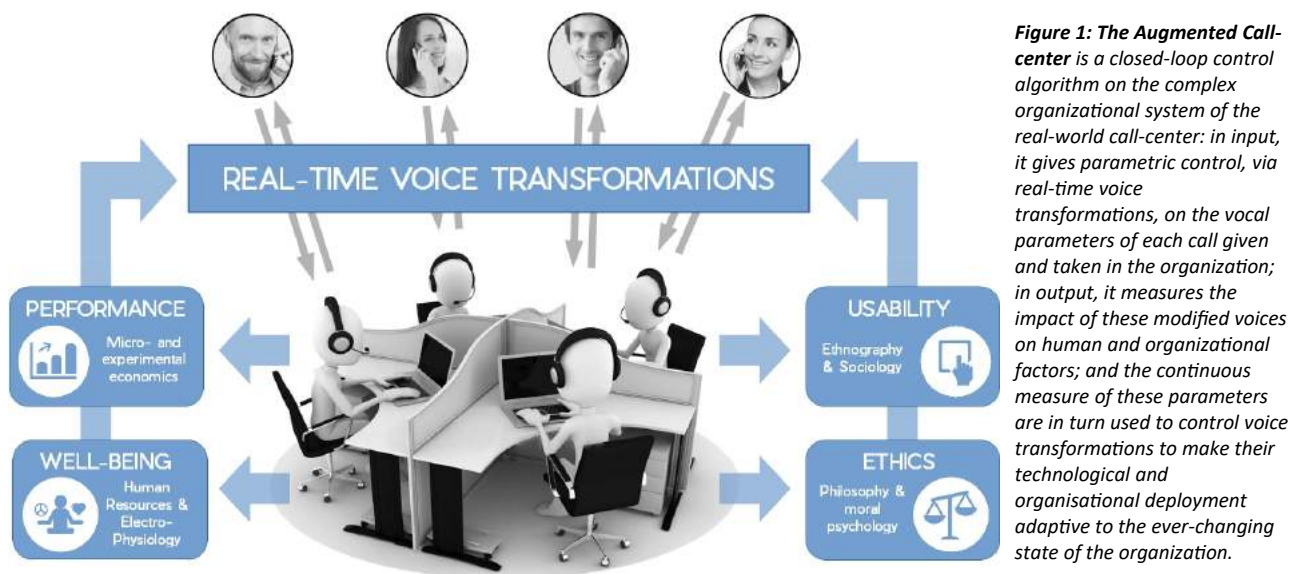 REAL-TIME VOICE TRANSFORMATIONS
PERFORMANCE
Micro- and
experimental
economics
WELL-BEING
Human
Resources &
Electro-
Physiology
USABILITY
Ethnography
& Sociology
ETHICS
Philosophy &
moral
psychology
Figure 1: The Augmented Call-
center is a closed-loop control
algorithm on the complex
organizational system of the
real-world call-center: in input,
it gives parametric control, via
real-time voice
transformations, on the vocal
parameters of each call given
and taken in the organization;
in output, it measures the
impact of these modified voices
on human and organizational
factors; and the continuous
measure of these parameters
are in turn used to control voice
transformations to make their
technological and
organisational deployment
adaptive to the ever-changing
state of the organization.